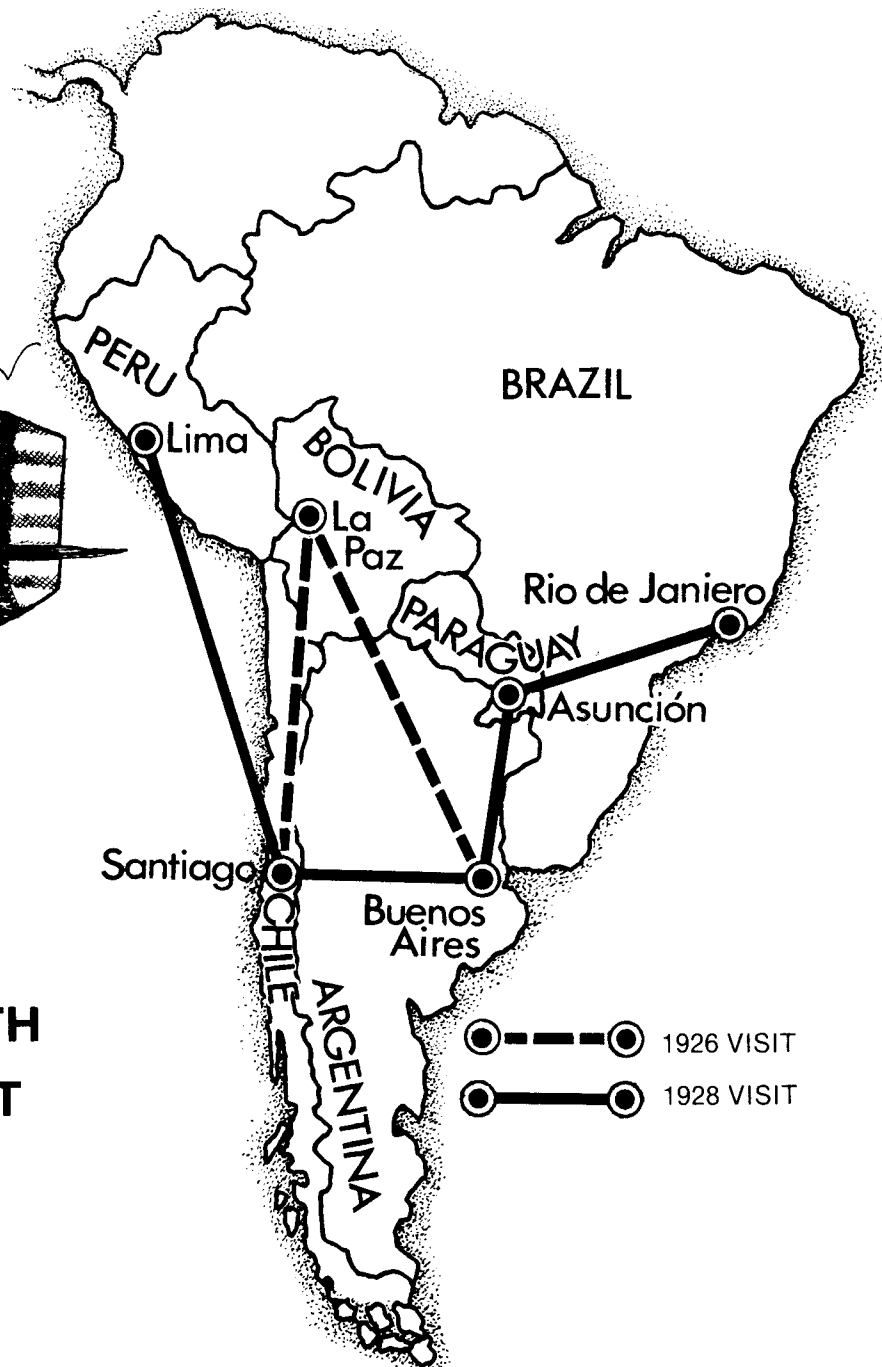 PERU
BRAZIL
Lima
BOLIVIA
La
Paz
Rio de Janiero
PARAGUAY
Asunción
Santiago
Buenos
Aires
CHILE
ARGENTINA
TH
T
1926 VISIT
1928 VISIT